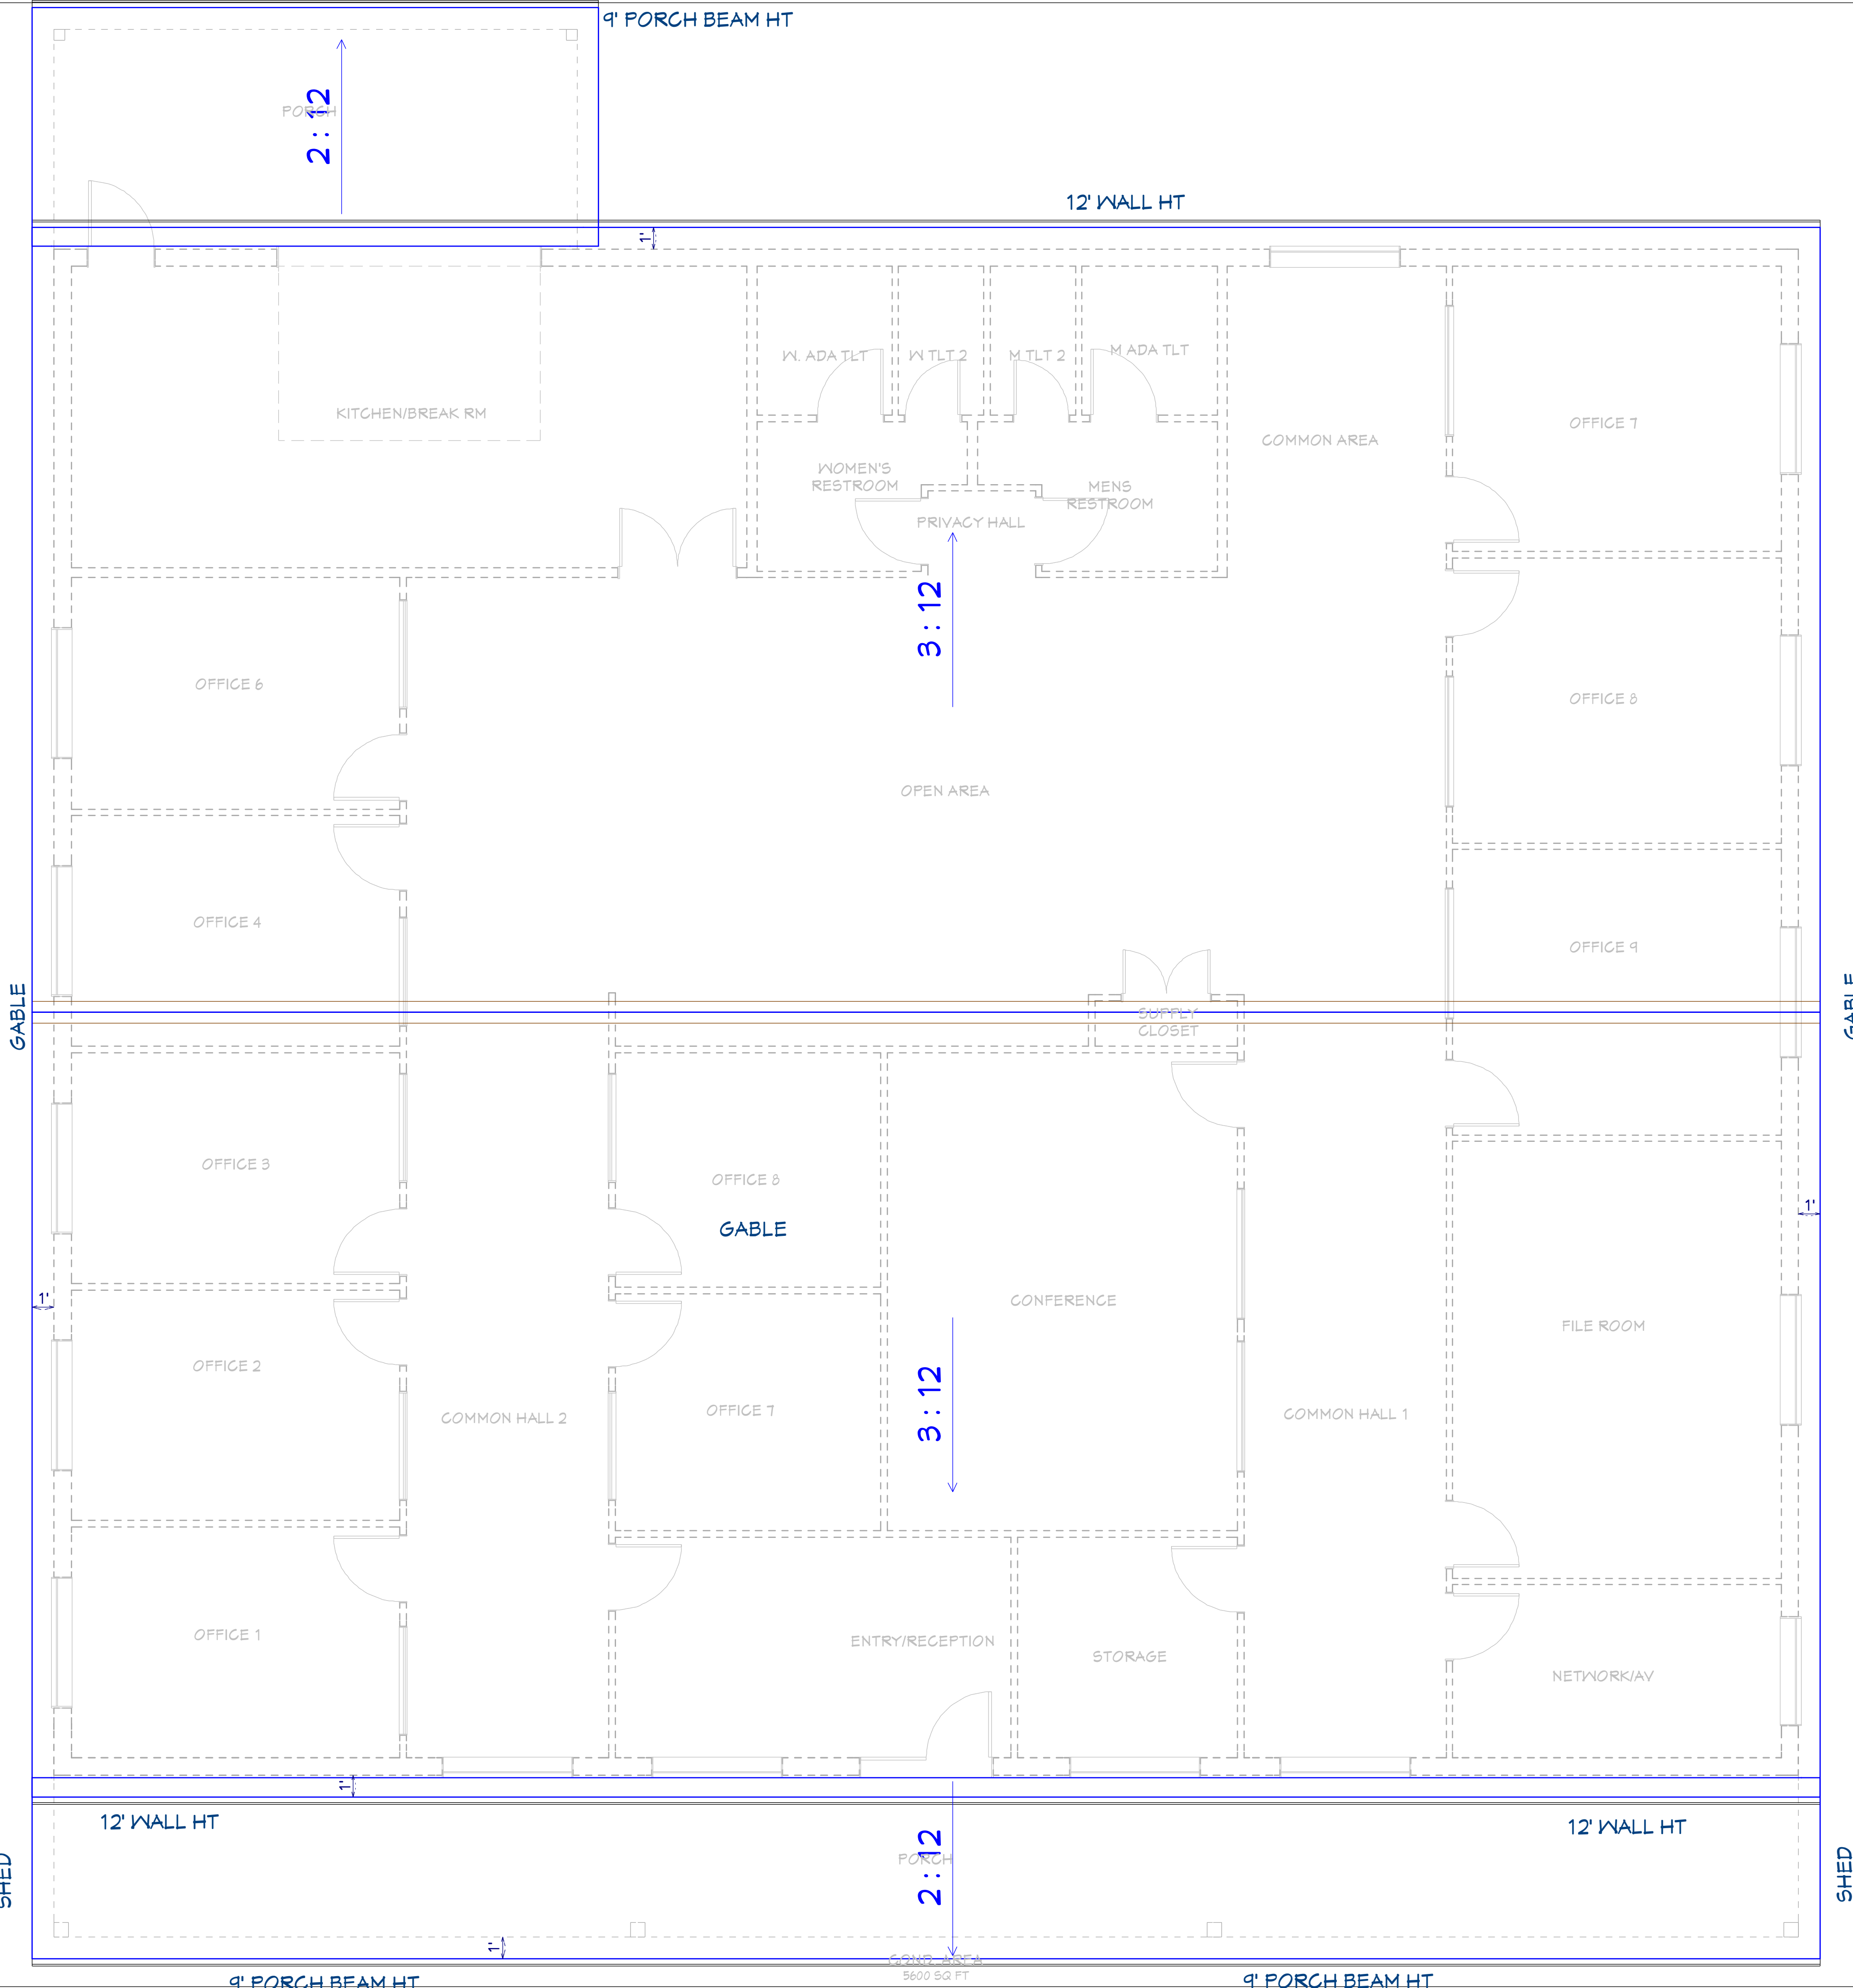 9' PORCH BEAM HT
PORCH
2 : 12
12' WALL HT
1'
W. ADA TLT
W TLT 2
M TLT 2
M ADA TLT
KITCHEN/BREAK RM
OFFICE 7
COMMON AREA
WOMEN'S
RESTROOM
MENS
RESTROOM
PRIVACY HALL
3 : 12
OFFICE 6
OFFICE 8
OPEN AREA
OFFICE 4
OFFICE 9
GABLE
GABLE
SUPPLY
CLOSET
OFFICE 3
OFFICE 8
1'
GABLE
1'
CONFERENCE
FILE ROOM
OFFICE 2
3 : 12
OFFICE 7
COMMON HALL 2
COMMON HALL 1
OFFICE 1
ENTRY/RECEPTION
STORAGE
NETWORK/AV
1'
12' WALL HT
12' WALL HT
PORCH
2 : 12
SHED
SHED
1'
COND. AREA
5600 SQ FT
9' PORCH BEAM HT
9' PORCH BEAM HT